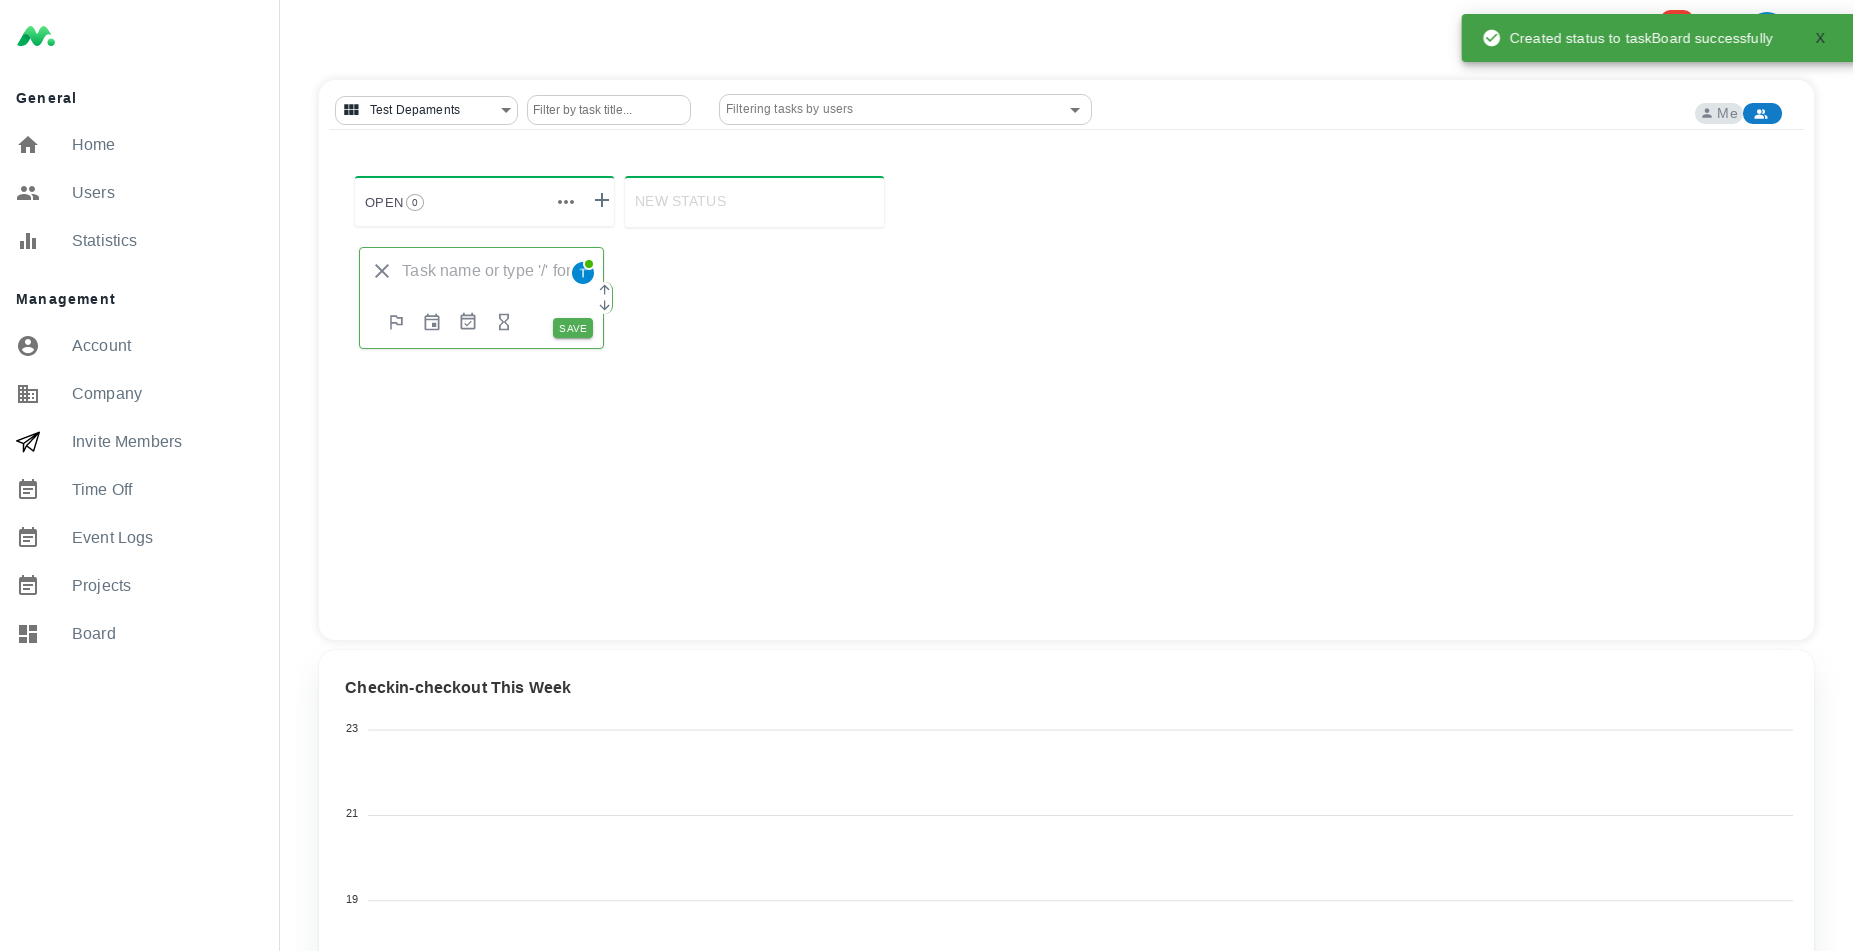 Created status to taskBoard successfully
X
General
Home
Users
Statistics
Management
Account
Company
Invite Members
Time Off
Event Logs
Projects
Board
Test Depaments
Filter by task title...
Filtering tasks by users
Me
OPEN 0
NEW STATUS
Task name or type '/' for
T
SAVE
Checkin-checkout This Week
23
21
19